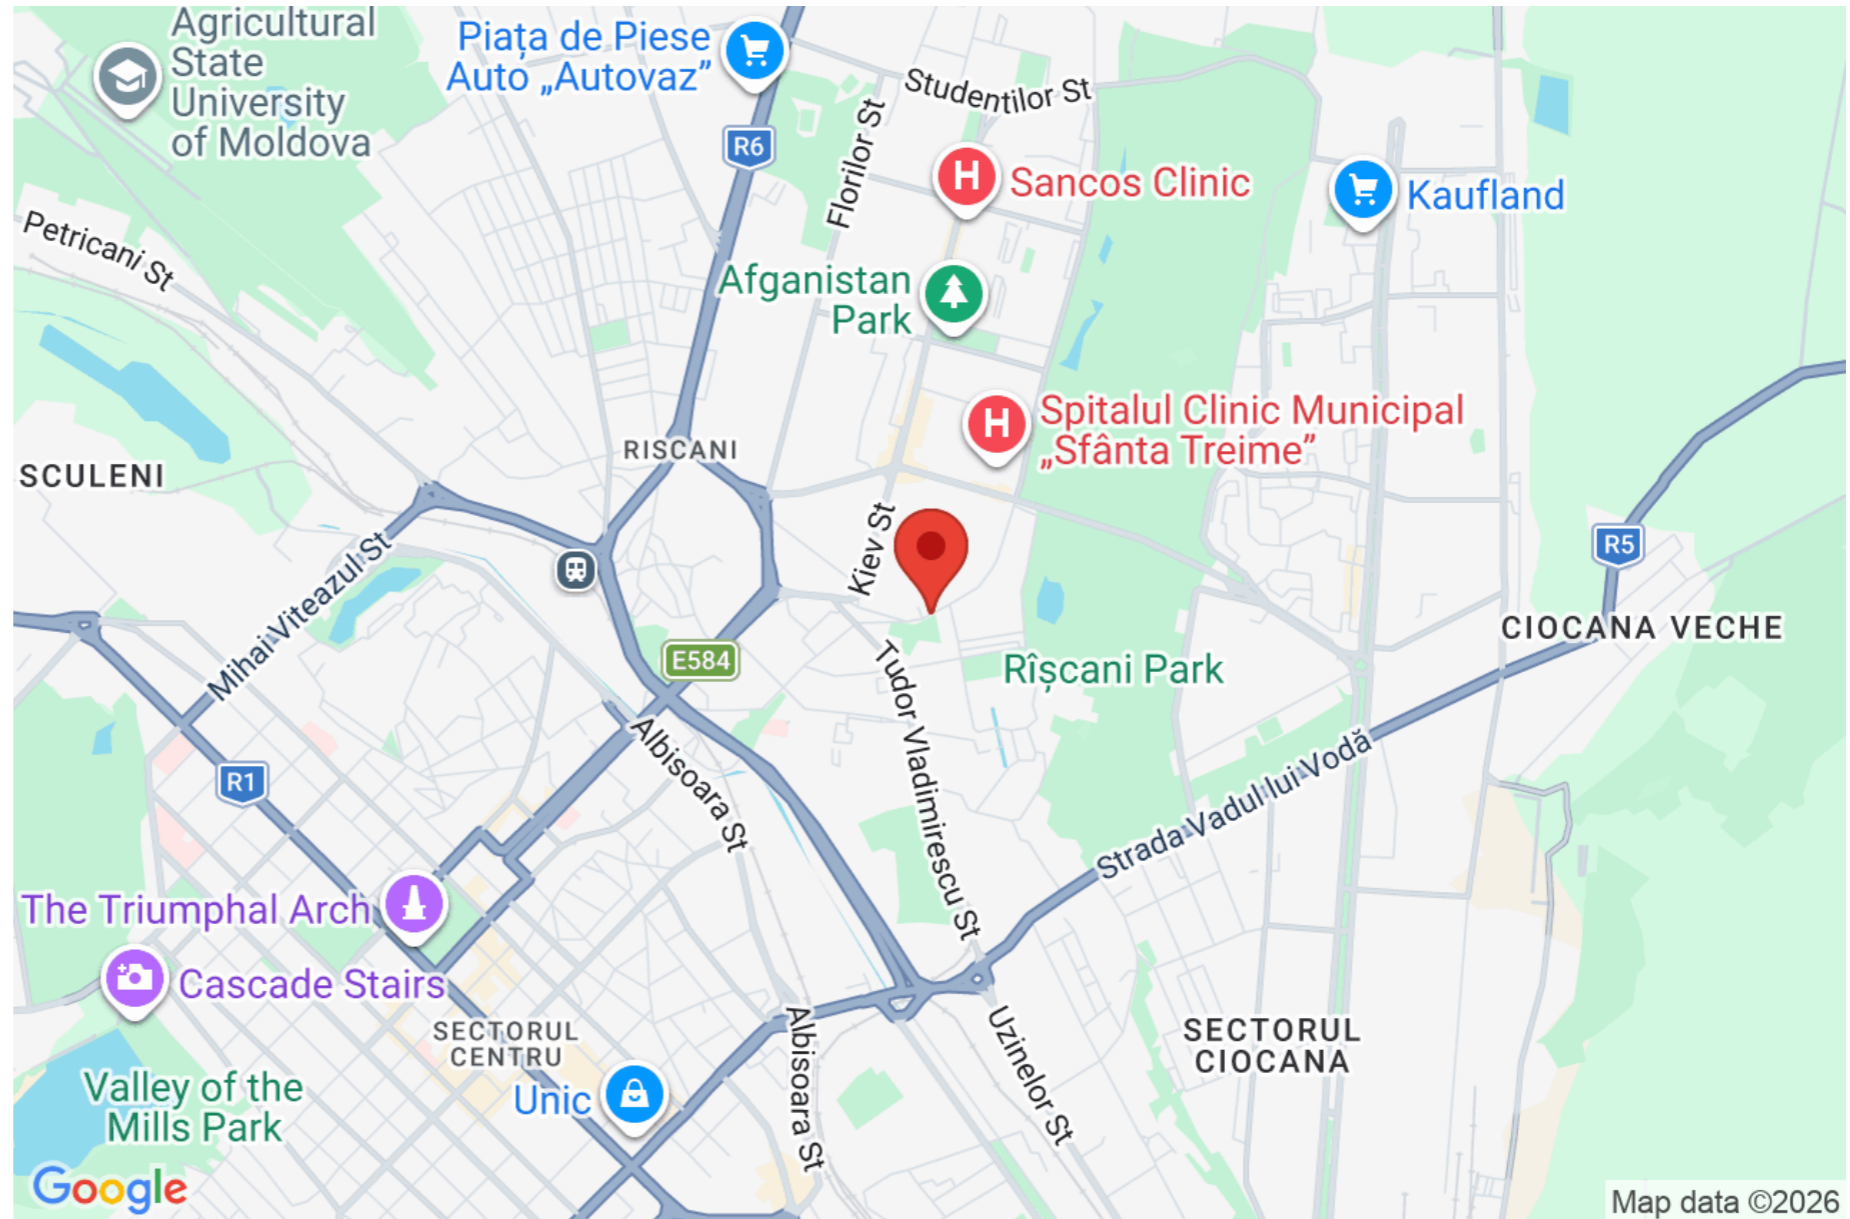 Agricultural
State
University
of Moldova
Piața de Piese
Auto „Autovaz”
R6
Florilor St
Studentilor St
Sancos Clinic
Kaufland
Petricani St
Afganistan
Park
Spitalul Clinic Municipal
„Sfânta Treime”
RISCANI
SCULENI
Kiev St
Mihai Viteazul St
R5
CIOCANA VECHE
E584
Rîșcani Park
Tudor Vladimirescu St
Albisoara St
R1
Strada Vadul lui Vodă
The Triumphal Arch
Cascade Stairs
SECTORUL
CENTRU
Albisoara St
Uzinelor St
SECTORUL
CIOCANA
Valley of the
Mills Park
Unic
Google
Map data ©2026